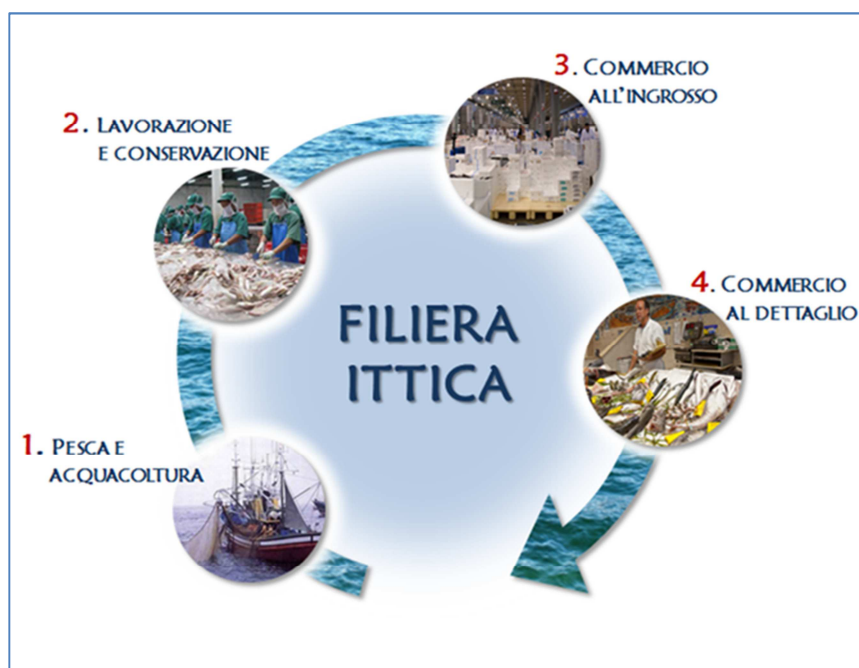 FILIERA
ITTICA
1. PESCA E
ACQUACOLTURA
2. LAVORAZIONE
E CONSERVAZIONE
3. COMMERCIO
ALL'INGROSSO
4. COMMERCIO
AL DETTAGLIO